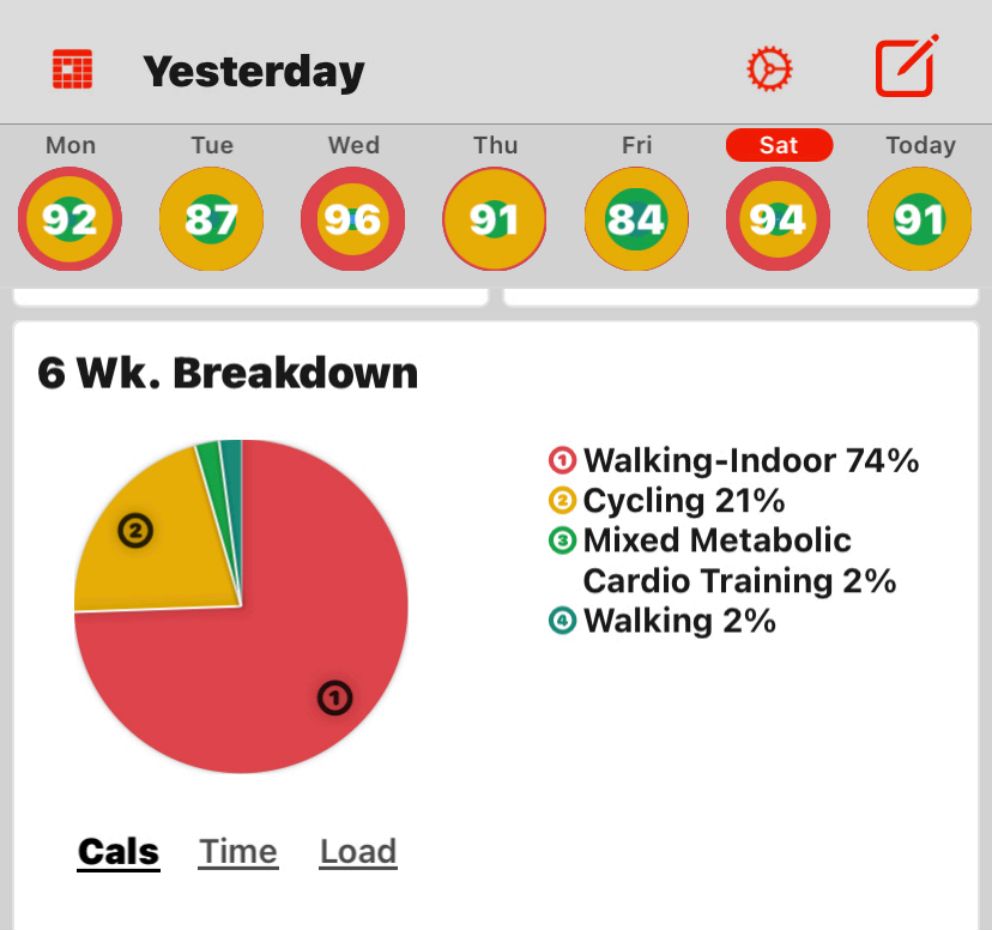 Yesterday
Mon Tue Wed Thu Fri Sat Today
92 87 96 91 84 94 91
6 Wk. Breakdown
1 Walking-Indoor 74%
2 Cycling 21%
3 Mixed Metabolic
Cardio Training 2%
4 Walking 2%
2
1
Cals Time Load